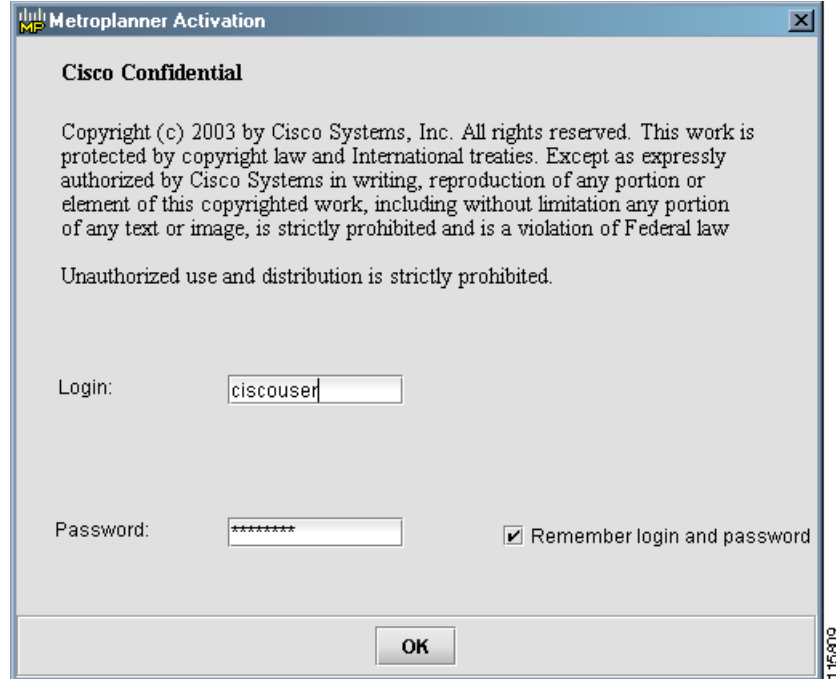 MP Metroplanner Activation
Cisco Confidential
Copyright (c) 2003 by Cisco Systems, Inc. All rights reserved. This work is
protected by copyright law and International treaties. Except as expressly
authorized by Cisco Systems in writing, reproduction of any portion or
element of this copyrighted work, including without limitation any portion
of any text or image, is strictly prohibited and is a violation of Federal law
Unauthorized use and distribution is strictly prohibited.
Login: ciscouser
Password: ******** Remember login and password
OK
115809